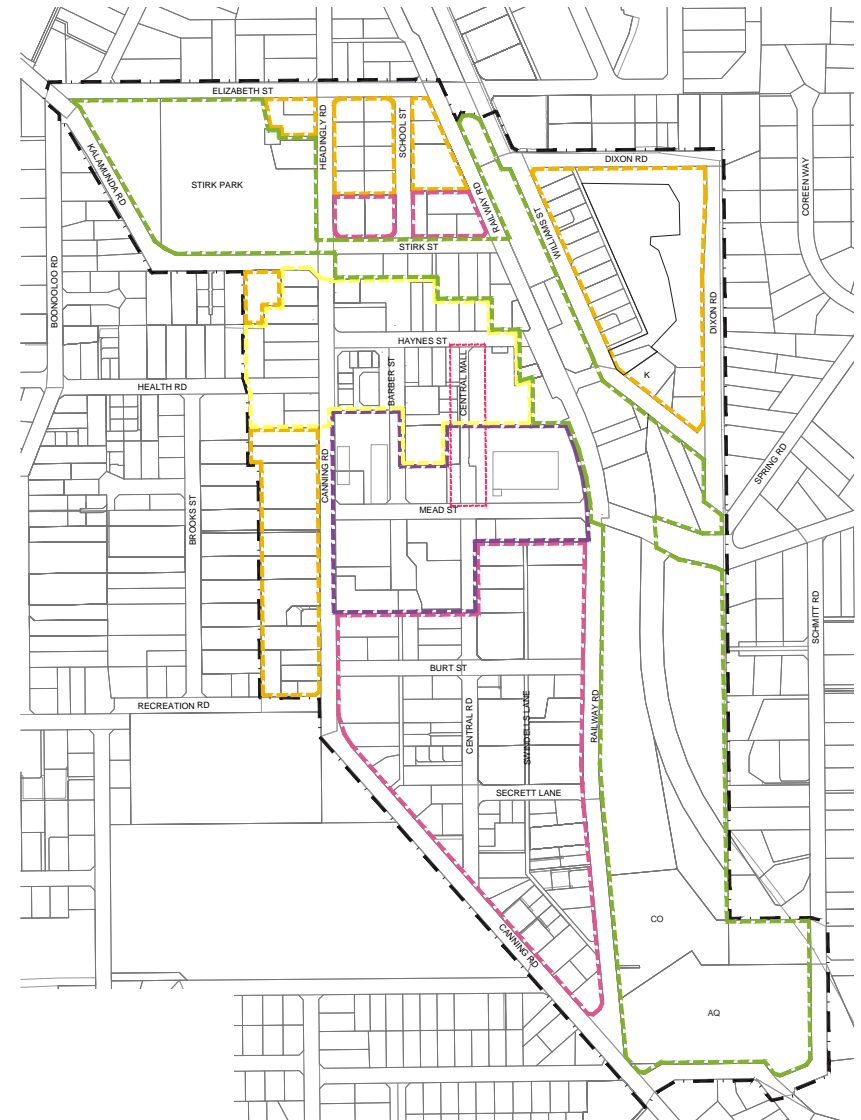 ELIZABETH ST
HEADINGLY RD
SCHOOL ST
KALAMUNDA RD
STIRK PARK
RAILWAY RD
DIXON RD
COREEN WAY
WILLIAMS ST
STIRK ST
BOONOOLOO RD
DIXON RD
HAYNES ST
BARBER ST
CENTRAL MALL
K
HEALTH RD
CANNING RD
SPRING RD
BROOKS ST
MEAD ST
SCHMITT RD
BURT ST
RECREATION RD
CENTRAL RD
SWINDELLS LANE
RAILWAY RD
SECRETT LANE
CO
CANNING RD
AQ